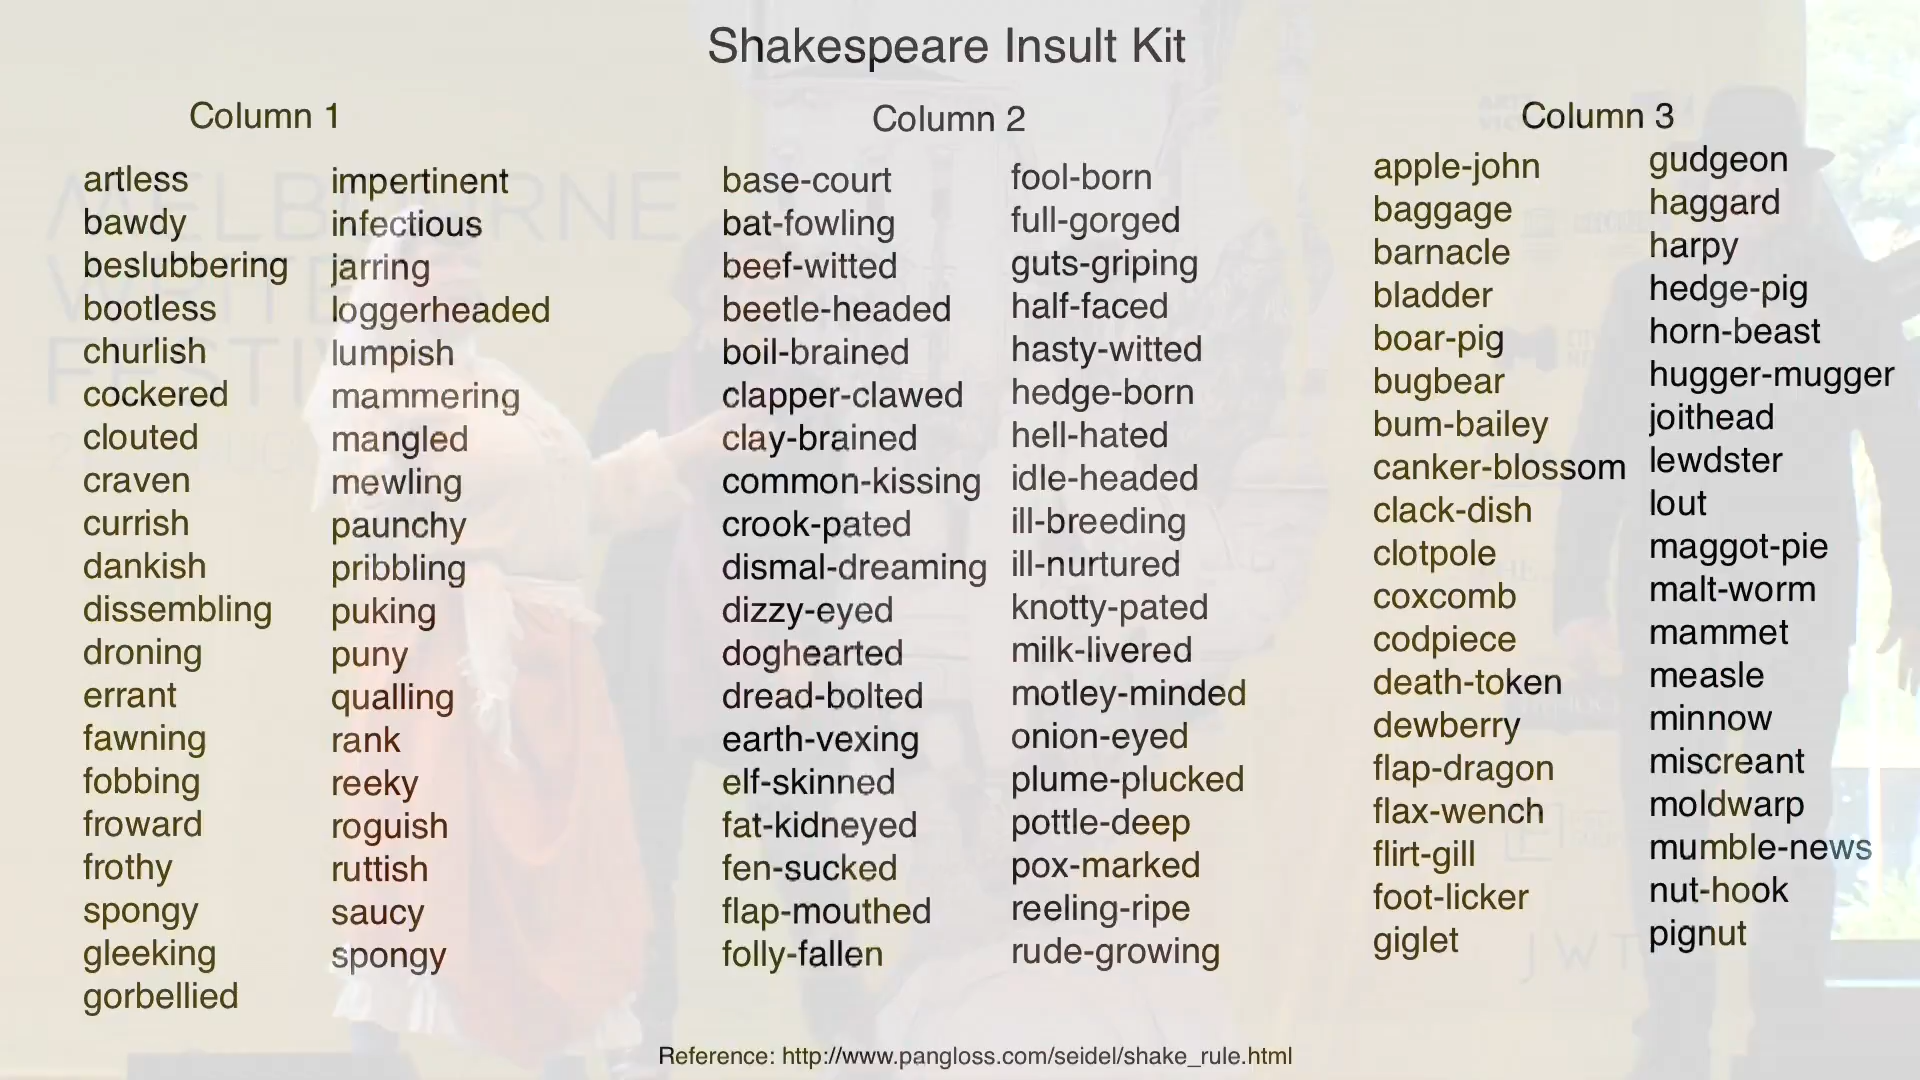 Shakespeare Insult Kit
Column 1
artless
bawdy
beslubbering
bootless
churlish
cockered
clouted
craven
currish
dankish
dissembling
droning
errant
fawning
fobbing
froward
frothy
spongy
gleeking
gorbellied
impertinent
infectious
jarring
loggerheaded
lumpish
mammering
mangled
mewling
paunchy
pribbling
puking
puny
qualling
rank
reeky
roguish
ruttish
saucy
spongy
Column 2
base-court
bat-fowling
beef-witted
beetle-headed
boil-brained
clapper-clawed
clay-brained
common-kissing
crook-pated
dismal-dreaming
dizzy-eyed
doghearted
dread-bolted
earth-vexing
elf-skinned
fat-kidneyed
fen-sucked
flap-mouthed
folly-fallen
fool-born
full-gorged
guts-griping
half-faced
hasty-witted
hedge-born
hell-hated
idle-headed
ill-breeding
ill-nurtured
knotty-pated
milk-livered
motley-minded
onion-eyed
plume-plucked
pottle-deep
pox-marked
reeling-ripe
rude-growing
Column 3
apple-john
baggage
barnacle
bladder
boar-pig
bugbear
bum-bailey
canker-blossom
clack-dish
clotpole
coxcomb
codpiece
death-token
dewberry
flap-dragon
flax-wench
flirt-gill
foot-licker
giglet
gudgeon
haggard
harpy
hedge-pig
horn-beast
hugger-mugger
joithead
lewdster
lout
maggot-pie
malt-worm
mammet
measle
minnow
miscreant
moldwarp
mumble-news
nut-hook
pignut
Reference: http://www.pangloss.com/seidel/shake_rule.html
MELBOURNE
WRITE
FESTI
JWT